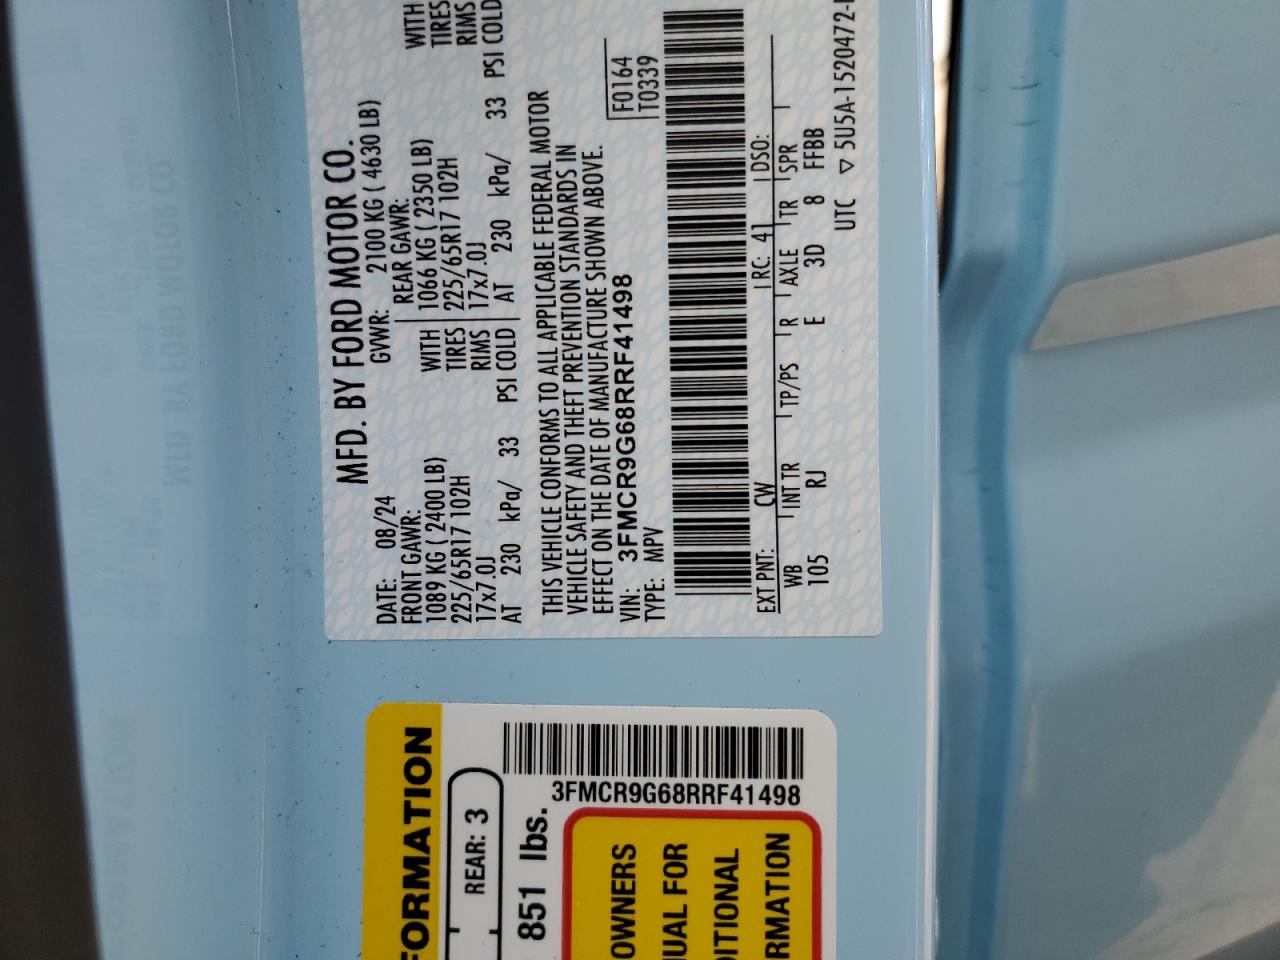 MFD. BY FORD MOTOR CO.
DATE: 08/24 GVWR: 2100 KG ( 4630 LB)
FRONT GAWR: REAR GAWR:
1089 KG ( 2400 LB) WITH 1066 KG ( 2350 LB) WITH
225/65R17 102H TIRES 225/65R17 102H TIRES
17x7.0J RIMS 17x7.0J RIMS
AT 230 kPa/ 33 PSI COLD AT 230 kPa/ 33 PSI COLD
THIS VEHICLE CONFORMS TO ALL APPLICABLE FEDERAL MOTOR
VEHICLE SAFETY AND THEFT PREVENTION STANDARDS IN
EFFECT ON THE DATE OF MANUFACTURE SHOWN ABOVE.
VIN: 3FMCR9G68RRF41498 F0164
TYPE: MPV T0339
EXT PNT: CW RC: 41 DSO:
WB INT TR TP/PS R AXLE TR SPR
105 RJ E 3D 8 FFBB
UTC ▽ 5U5A-1520472-
FORMATION
REAR: 3
851 lbs.
3FMCR9G68RRF41498
OWNERS
UAL FOR
DITIONAL
RMATION